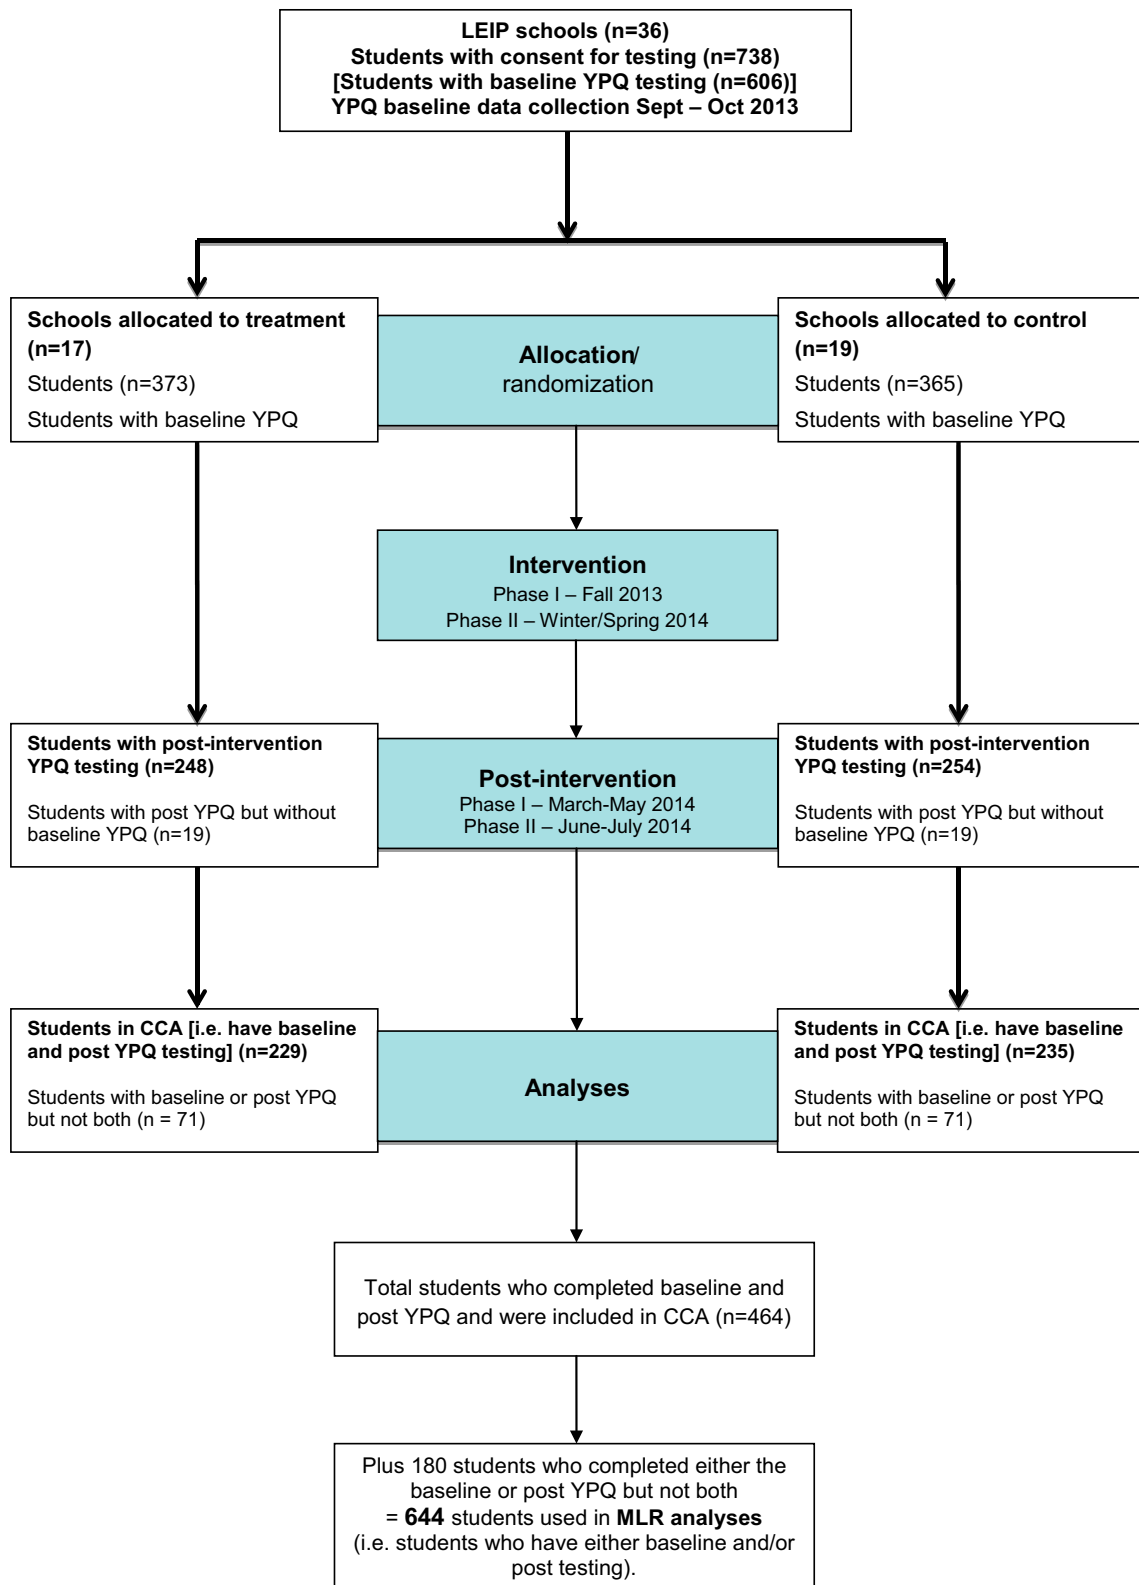 LEIP schools (n=36)
Students with consent for testing (n=738)
[Students with baseline YPQ testing (n=606)]
YPQ baseline data collection Sept – Oct 2013
Schools allocated to treatment
(n=17)
Students (n=373)
Students with baseline YPQ
Allocation/
randomization
Schools allocated to control
(n=19)
Students (n=365)
Students with baseline YPQ
Intervention
Phase I – Fall 2013
Phase II – Winter/Spring 2014
Students with post-intervention
YPQ testing (n=248)
Students with post YPQ but without
baseline YPQ (n=19)
Post-intervention
Phase I – March-May 2014
Phase II – June-July 2014
Students with post-intervention
YPQ testing (n=254)
Students with post YPQ but without
baseline YPQ (n=19)
Students in CCA [i.e. have baseline
and post YPQ testing] (n=229)
Students with baseline or post YPQ
but not both (n = 71)
Analyses
Students in CCA [i.e. have baseline
and post YPQ testing] (n=235)
Students with baseline or post YPQ
but not both (n = 71)
Total students who completed baseline and
post YPQ and were included in CCA (n=464)
Plus 180 students who completed either the
baseline or post YPQ but not both
= 644 students used in MLR analyses
(i.e. students who have either baseline and/or
post testing).